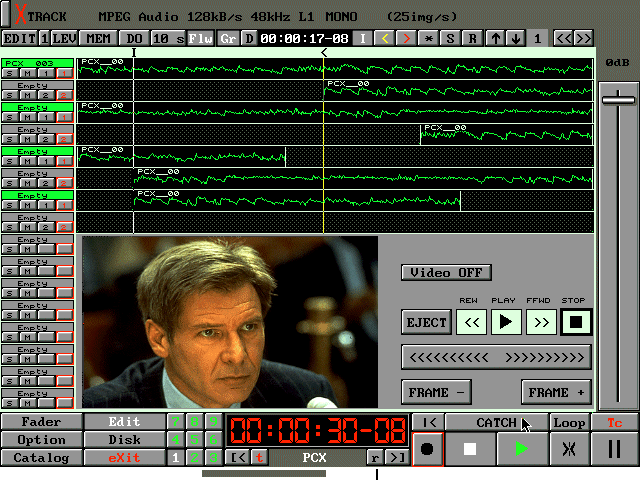 XTRACK MPEG Audio 128kB/s 48kHz L1 MONO (25img/s)
EDIT 1 LEV MEM DO 10 s Flw Gr D 00:00:17-08 I < > * S R ↑ ↓ 1 << >>
I <
0dB
PCX 003 PCX__00
S M 1 1
Empty PCX__00
S M 2 2
Empty PCX__00
S M 1 1
Empty PCX__00
S M 2 2
Empty PCX__00
S M 1 1
Empty PCX__00
S M 2 2
Empty PCX__00
S M 1 1
Empty
S M 2 2
Empty
S M
Empty
S M
Empty
S M
Empty
S M
Empty
S M
Empty
S M
Empty
S M
Empty
S M
Video OFF
REW PLAY FFWD STOP
EJECT << >>
<<<<<<<<<<< >>>>>>>>>>>
FRAME - FRAME +
Fader Edit 7 8 9 00:00:30-08 |< CATCH Loop Tc
Option Disk 4 5 6
Catalog eXit 1 2 3 [< t PCX r >]